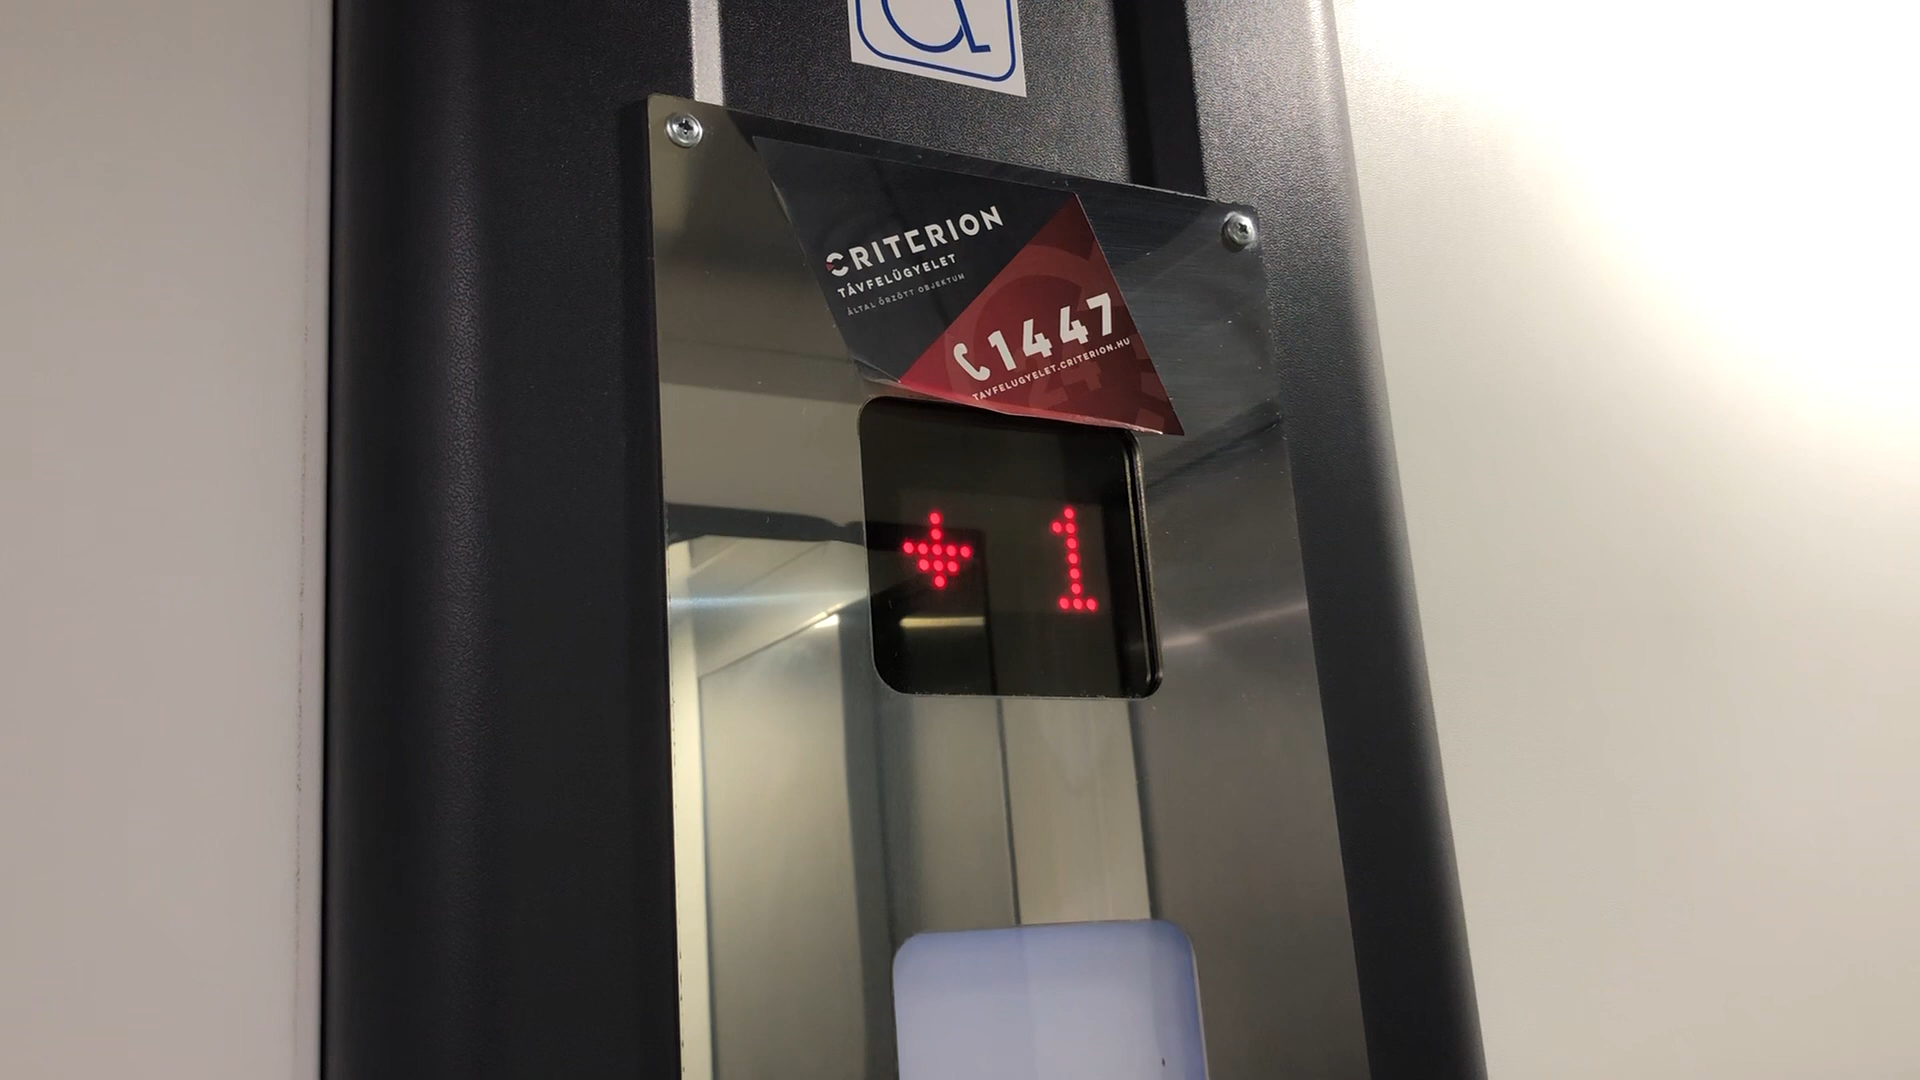 CRITERION
TÁVFELÜGYELET
ÁLTAL ŐRZÖTT OBJEKTUM
1447
TAVFELUGYELET.CRITERION.HU
1